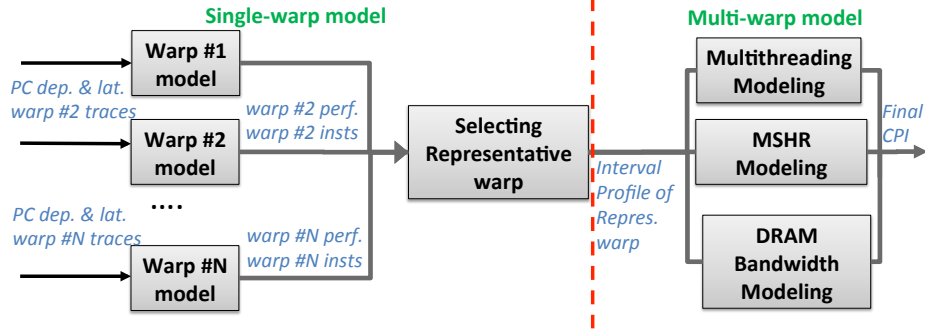 Single-warp model
Multi-warp model
Warp #1
model
PC dep. & lat.
warp #2 traces
Warp #2
model
warp #2 perf.
warp #2 insts
....
PC dep. & lat.
warp #N traces
Warp #N
model
warp #N perf.
warp #N insts
Selecting
Representative
warp
Interval
Profile of
Repres.
warp
Multithreading
Modeling
MSHR
Modeling
DRAM
Bandwidth
Modeling
Final
CPI